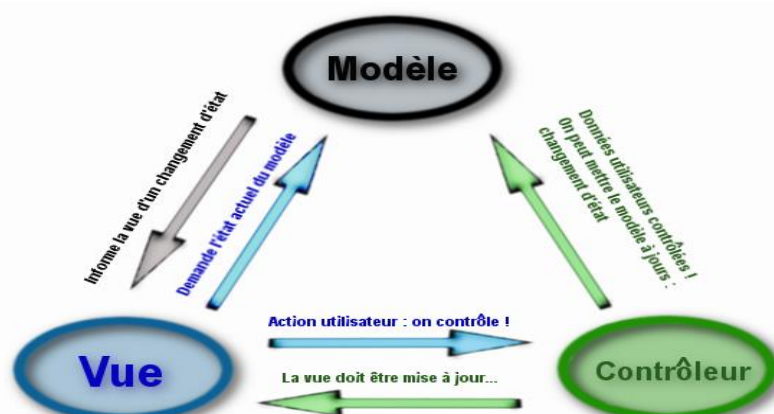 Modèle
Informe la vue d'un changement d'état
Demande l'état actuel du modèle
Données utilisateurs contrôlées !
On peut mettre le modèle à jours :
changement d'état
Action utilisateur : on contrôle !
Vue
Contrôleur
La vue doit être mise à jour...